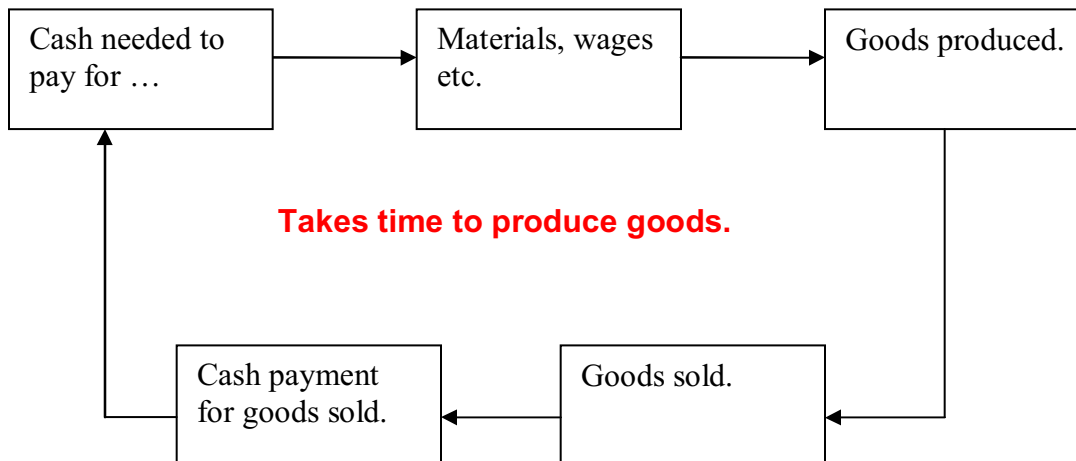 Cash needed to
pay for …
Materials, wages
etc.
Goods produced.
Takes time to produce goods.
Cash payment
for goods sold.
Goods sold.